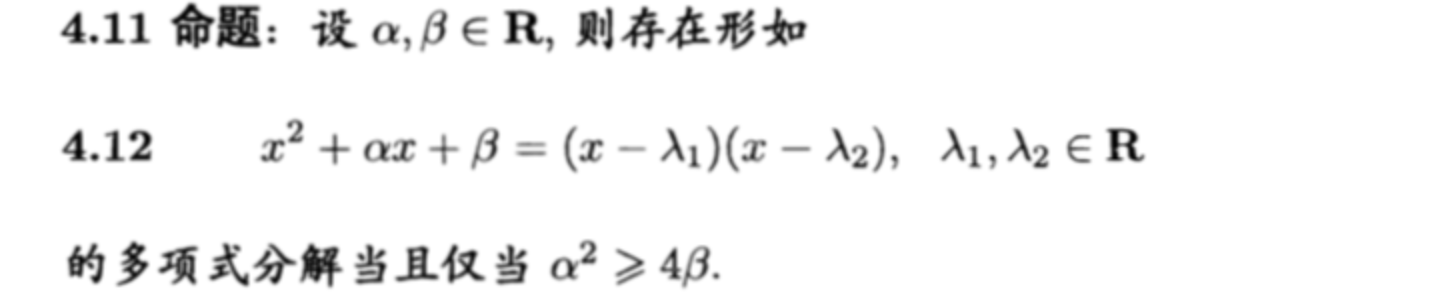 4.11 命题：设 α, β ∈ R, 则存在形如
4.12 x² + αx + β = (x − λ₁)(x − λ₂), λ₁, λ₂ ∈ R
的多项式分解当且仅当 α² ⩾ 4β.